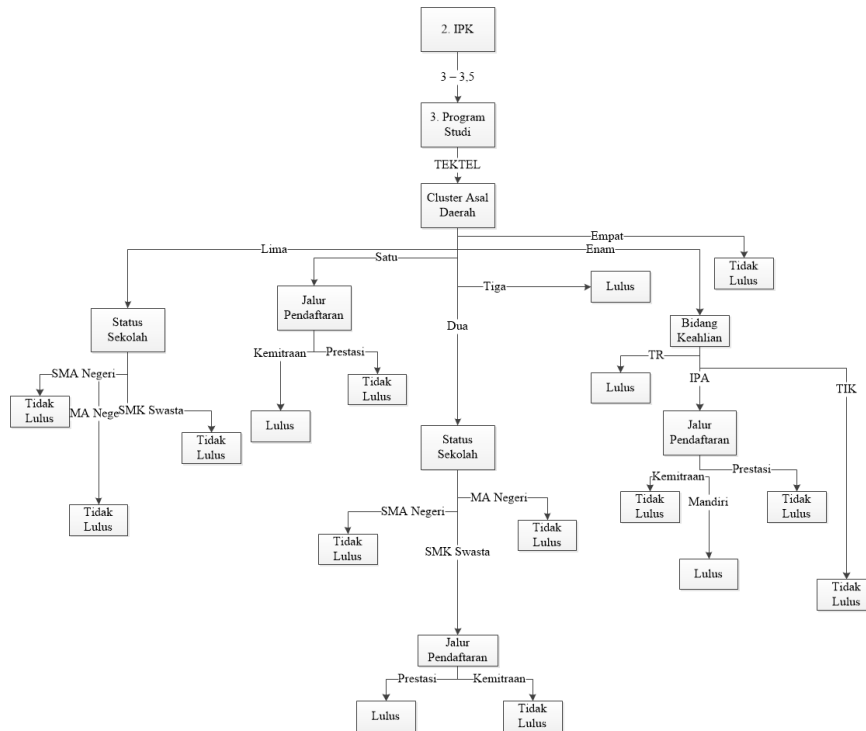 2. IPK
3 – 3,5
3. Program
Studi
TEKTEL
Cluster Asal
Daerah
Lima
Satu
Dua
Tiga
Enam
Empat
Tidak
Lulus
Lulus
Status
Sekolah
Jalur
Pendaftaran
Bidang
Keahlian
SMA Negeri
MA Nege
SMK Swasta
Tidak
Lulus
Tidak
Lulus
Tidak
Lulus
Kemitraan
Prestasi
Lulus
Tidak
Lulus
Status
Sekolah
SMA Negeri
MA Negeri
SMK Swasta
Tidak
Lulus
Tidak
Lulus
Jalur
Pendaftaran
Prestasi
Kemitraan
Lulus
Tidak
Lulus
TR
IPA
TIK
Lulus
Jalur
Pendaftaran
Kemitraan
Mandiri
Prestasi
Tidak
Lulus
Lulus
Tidak
Lulus
Tidak
Lulus